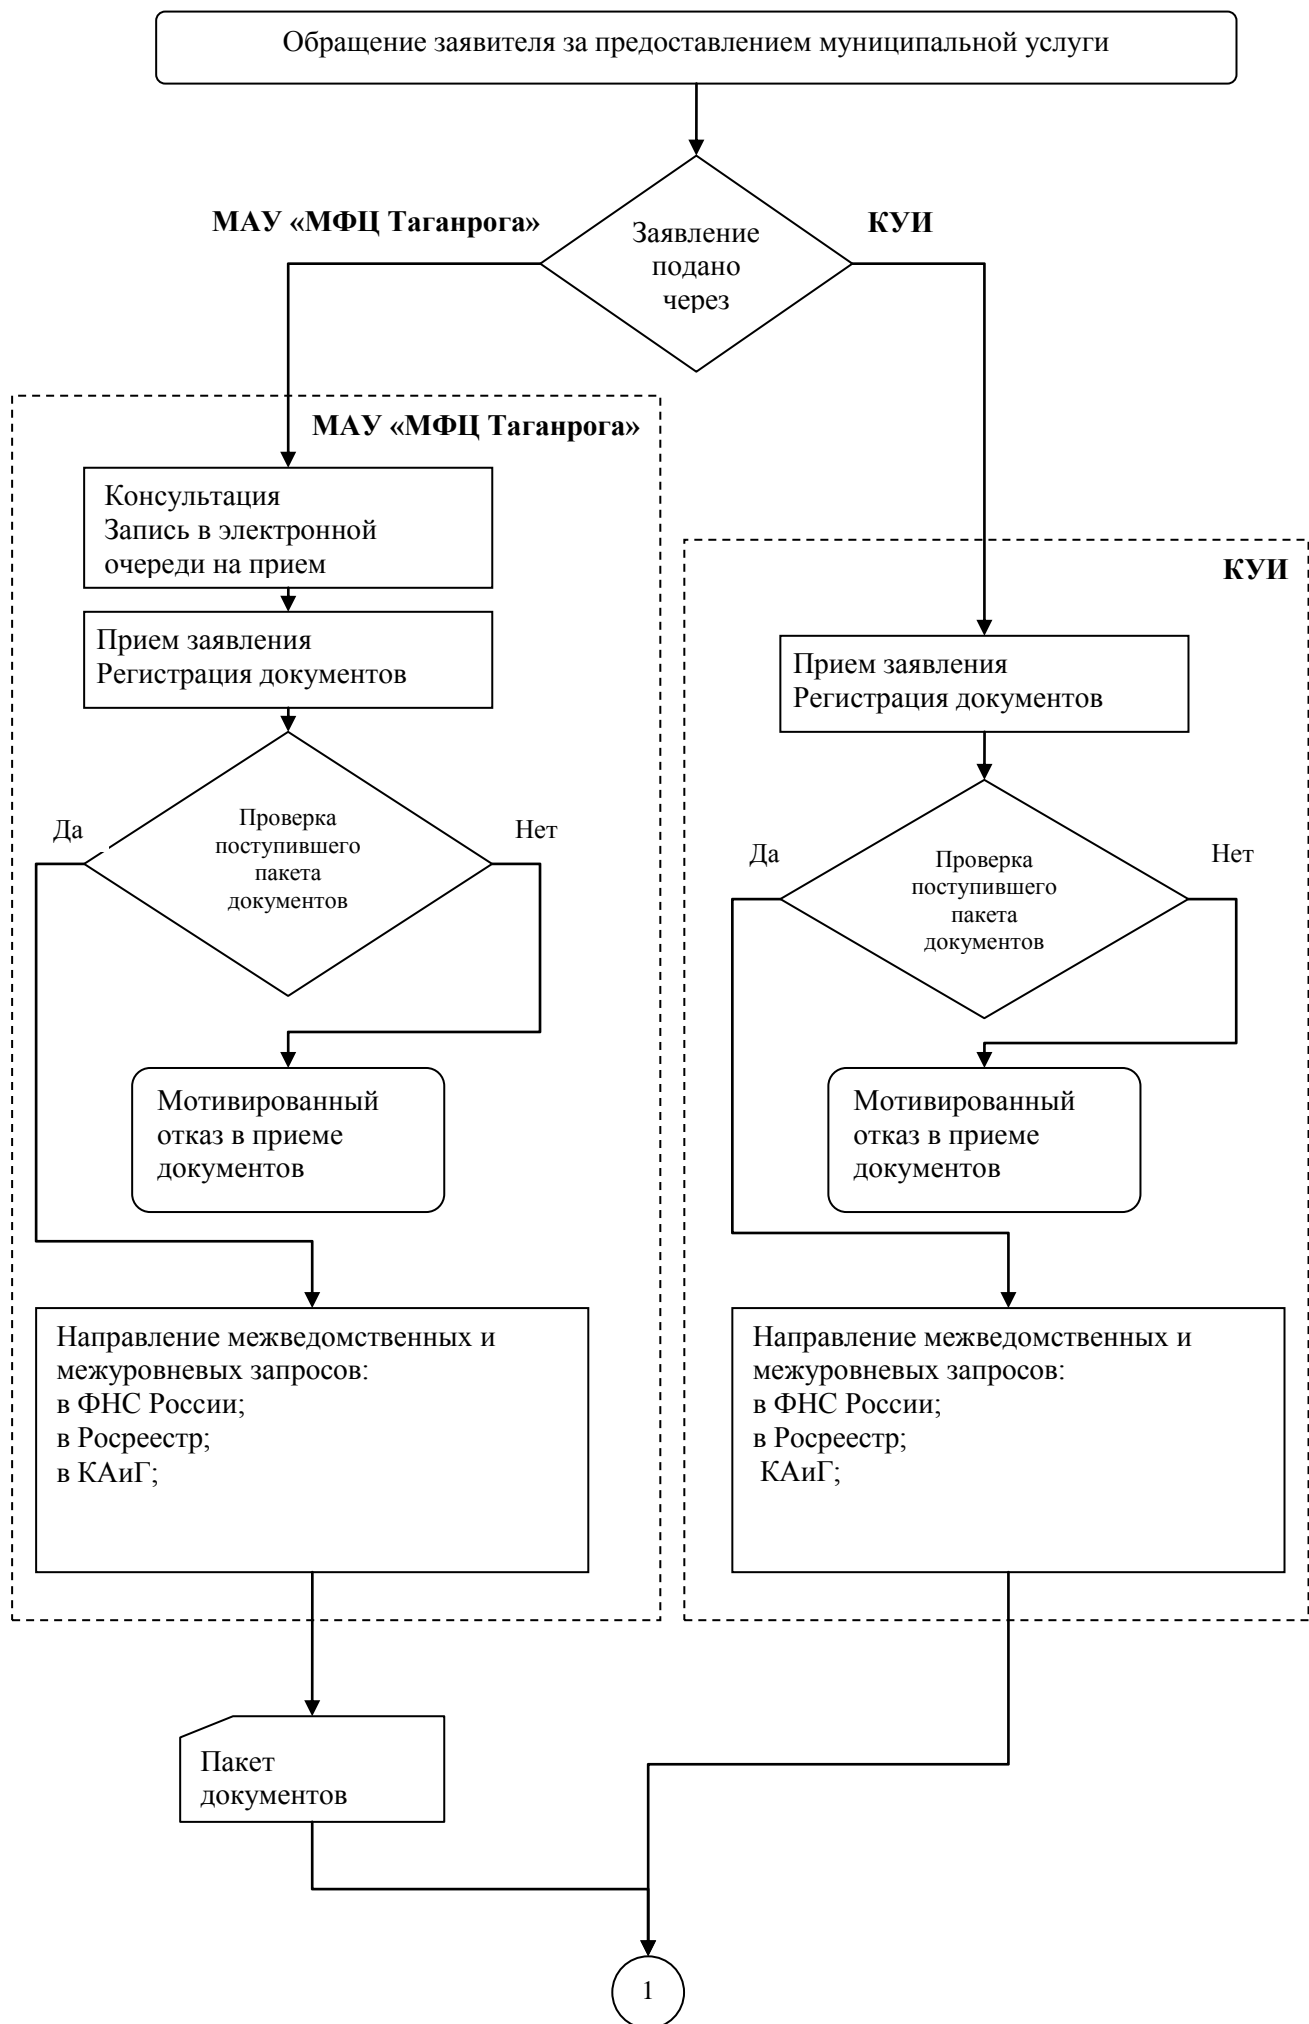 Обращение заявителя за предоставлением муниципальной услуги
МАУ «МФЦ Таганрога»
КУИ
Заявление
подано
через
МАУ «МФЦ Таганрога»
Консультация
Запись в электронной
очереди на прием
Прием заявления
Регистрация документов
Да
Проверка
поступившего
пакета
документов
Нет
Мотивированный
отказ в приеме
документов
Направление межведомственных и
межуровневых запросов:
в ФНС России;
в Росреестр;
в КАиГ;
КУИ
Прием заявления
Регистрация документов
Да
Проверка
поступившего
пакета
документов
Нет
Мотивированный
отказ в приеме
документов
Направление межведомственных и
межуровневых запросов:
в ФНС России;
в Росреестр;
КАиГ;
Пакет
документов
1